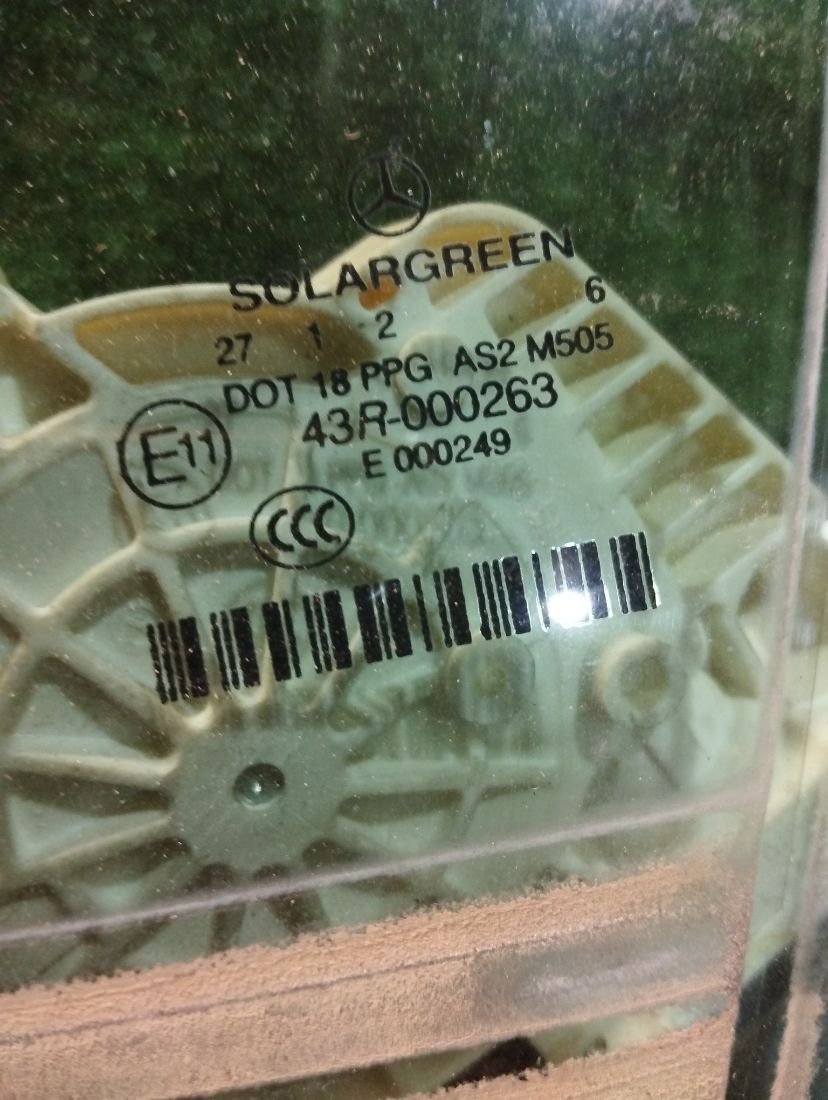 SOLARGREEN
27 1 2 6
DOT 18 PPG AS2 M505
43R-000263
E11
E 000249
CCC